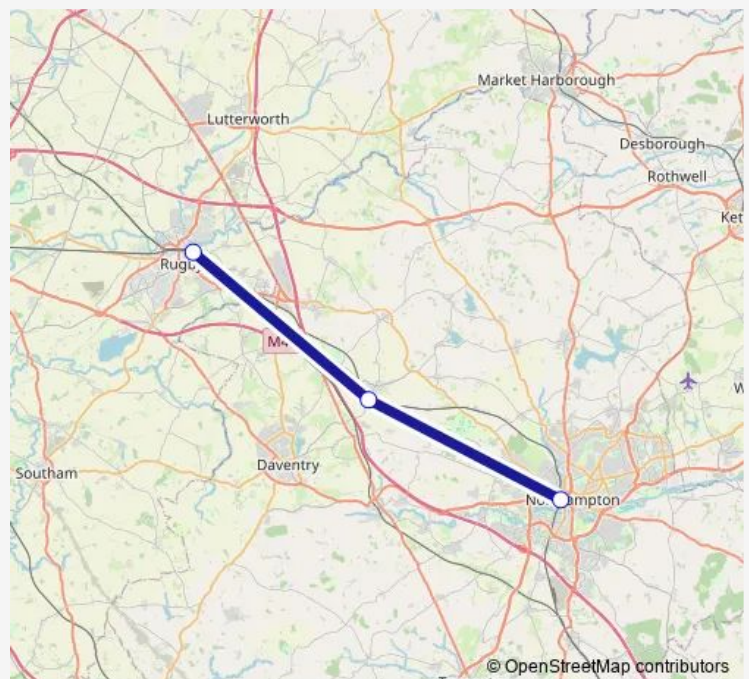 Market Harborough
Lutterworth
Desborough
Rothwell
Ket
Rugby
M4
W
Daventry
Southam
Northampton
© OpenStreetMap contributors